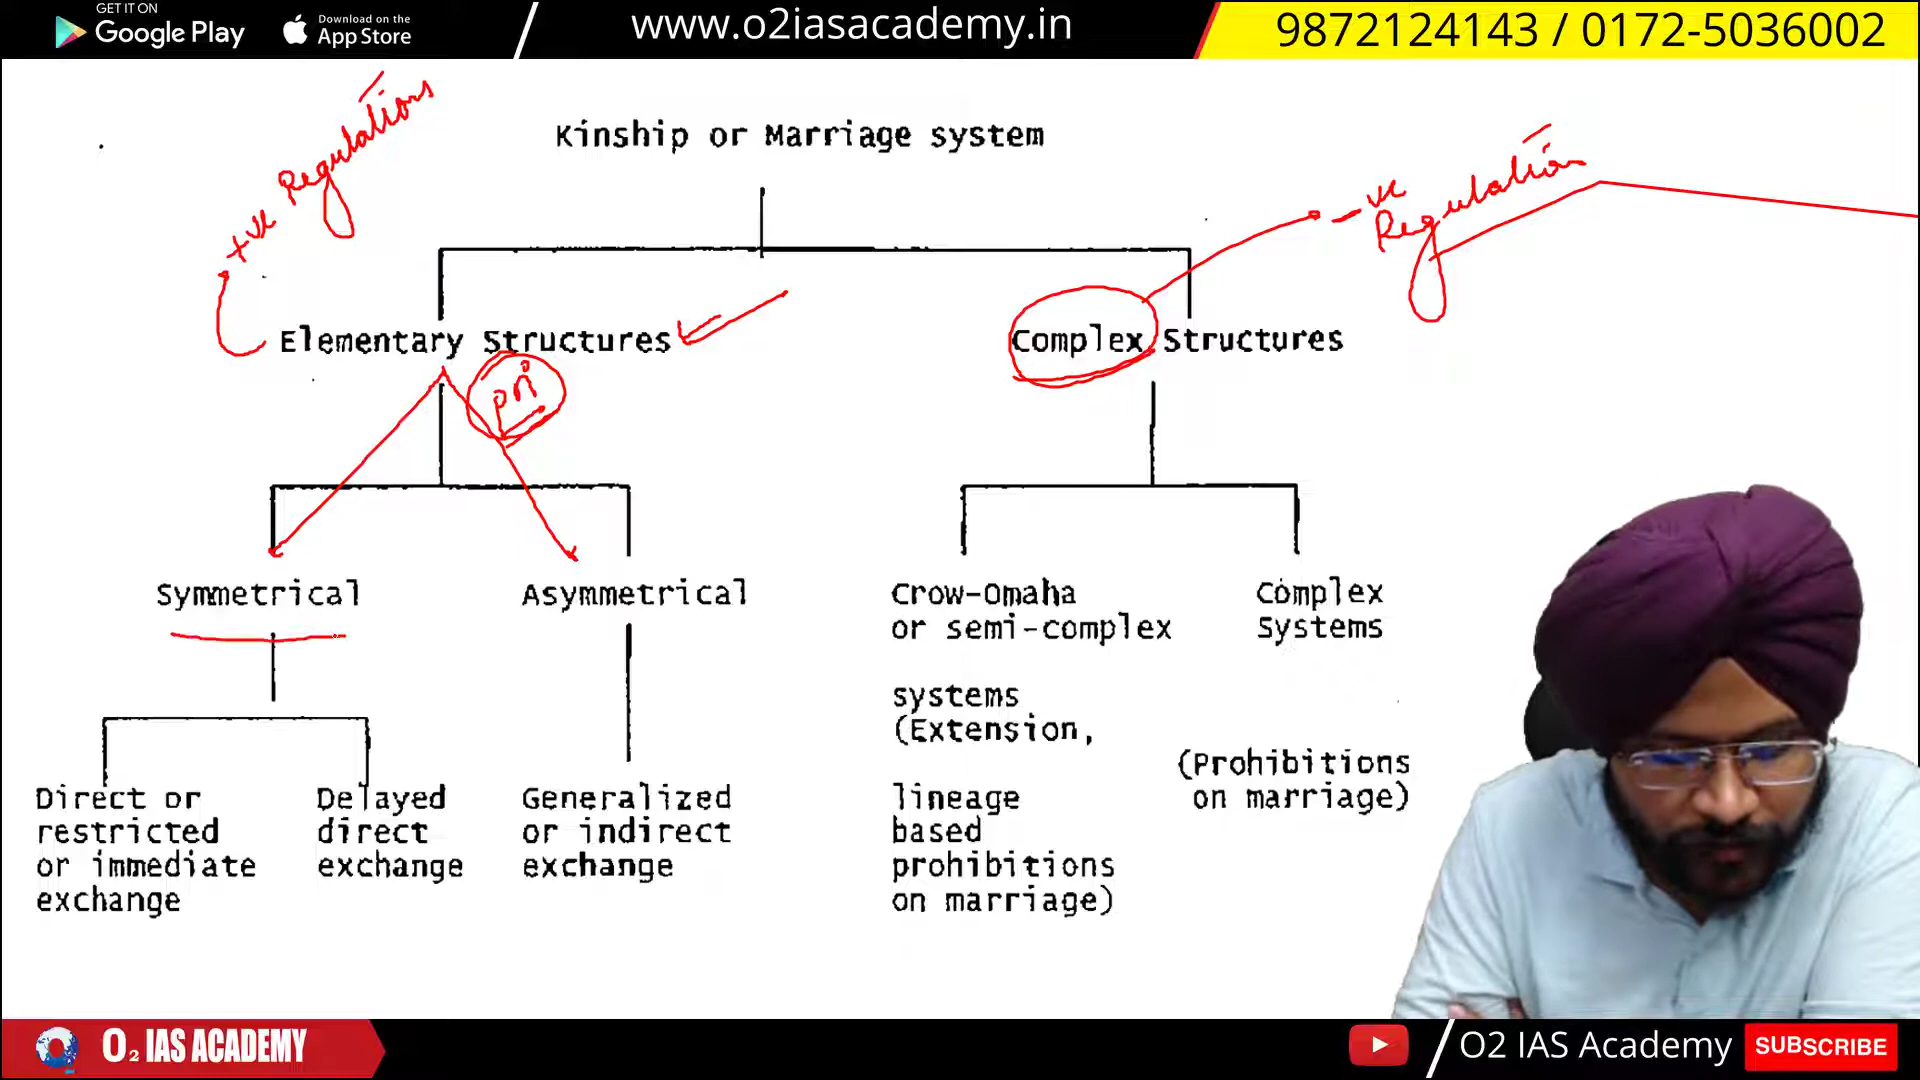 GET IT ON
Google Play
Download on the
App Store
www.o2iasacademy.in
9872124143 / 0172-5036002
+ve Regulations
Kinship or Marriage system
-ve
Regulation
Elementary Structures
Complex Structures
Symmetrical
Asymmetrical
Crow-Omaha
or semi-complex
systems
(Extension,
lineage
based
prohibitions
on marriage)
Complex
Systems
(Prohibitions
on marriage)
Direct or
restricted
or immediate
exchange
Delayed
direct
exchange
Generalized
or indirect
exchange
O2 IAS ACADEMY
O2 IAS Academy
SUBSCRIBE